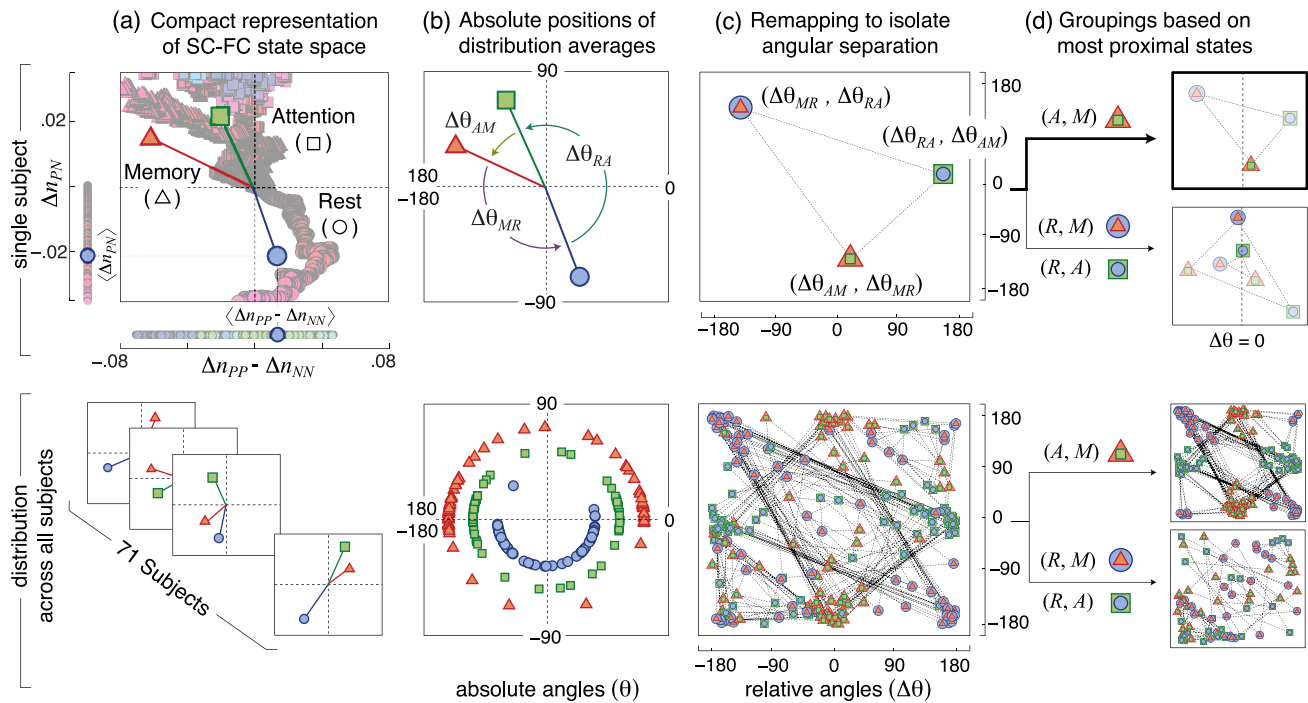 (a) Compact representation
of SC-FC state space
(b) Absolute positions of
distribution averages
(c) Remapping to isolate
angular separation
(d) Groupings based on
most proximal states
single subject
Δn_PN
.02
-.02
⟨Δn_PN⟩
Attention
(□)
Memory
(△)
Rest
(○)
⟨Δn_PP - Δn_NN⟩
-.08
Δn_PP - Δn_NN
.08
90
Δθ_AM
Δθ_RA
Δθ_MR
180
-180
0
-90
(Δθ_MR , Δθ_RA)
(Δθ_RA , Δθ_AM)
(Δθ_AM , Δθ_MR)
180
90
0
-90
-180
-180
-90
0
90
180
(A, M)
(R, M)
(R, A)
Δθ = 0
distribution
across all subjects
71 Subjects
90
180
-180
0
-90
absolute angles (θ)
180
90
0
-90
-180
-180
-90
0
90
180
relative angles (Δθ)
(A, M)
(R, M)
(R, A)